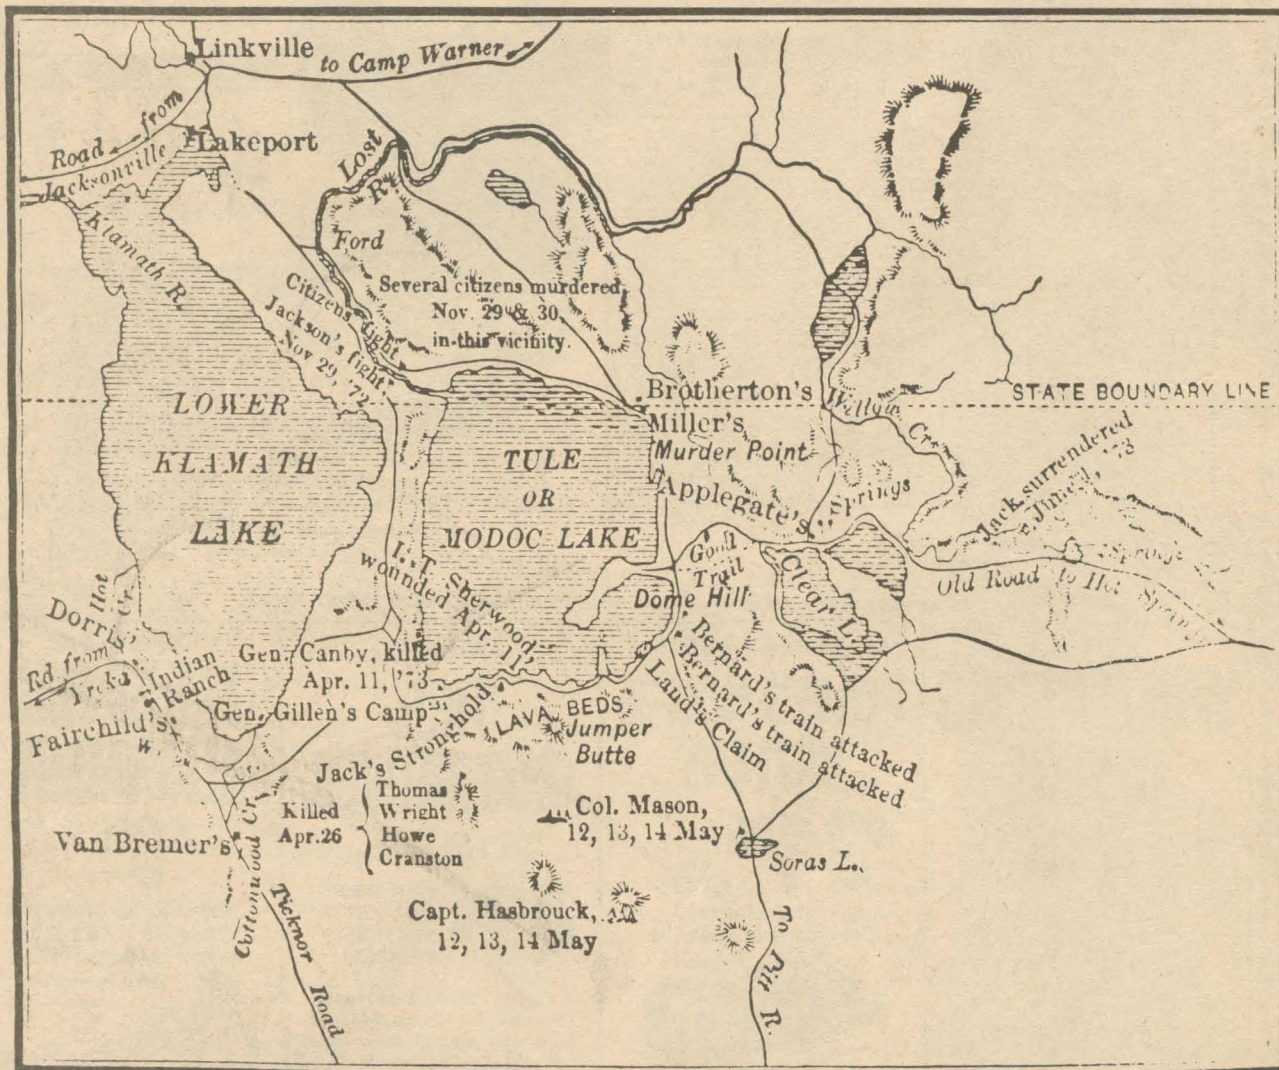 Linkville
to Camp Warner
Road from
Jacksonville
Lakeport
Lost
R.
Klamath R.
Ford
Citizens fight
Jackson's fight
Nov 29, '72
Several citizens murdered
Nov. 29 & 30,
in this vicinity.
Brotherton's
Willow
Cr.
STATE BOUNDARY LINE
LOWER
KLAMATH
LAKE
TULE
OR
MODOC LAKE
Miller's
Murder Point
Applegate's
Springs
Jack surrendered
'73
Springs
Old Road to Hot
Good
Trail
Dome Hill
Clear L.
Hot
Cr.
Dorris'
Rd from
Yreka
Indian
Ranch
Fairchild's
L.T. Sherwood
wounded Apr. 11,
Gen. Canby, killed
Apr. 11, '73
Gen. Gillen's Camp
Jack's Stronghold
LAVA BEDS
Jumper
Butte
Land's Claim
Bernard's train attacked
Bernard's train attacked
Cr.
Van Bremer's
Cottonwood Cr.
Ticknor Road
Killed
Apr.26
Thomas
Wright
Howe
Cranston
Col. Mason,
12, 13, 14 May
Soras L.
Capt. Hasbrouck,
12, 13, 14 May
To Pitt R.